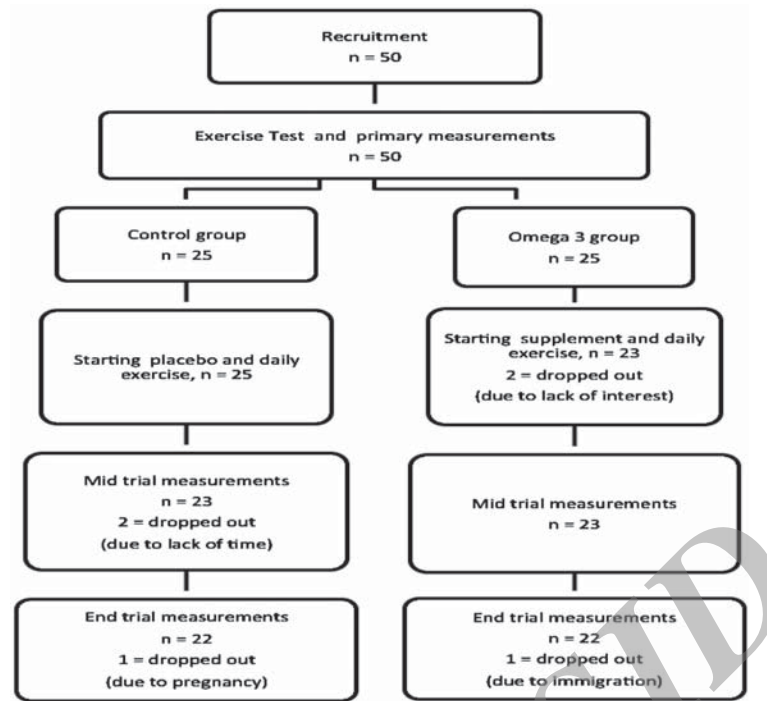 Recruitment
n = 50
Exercise Test and primary measurements
n = 50
Control group
n = 25
Omega 3 group
n = 25
Starting placebo and daily
exercise, n = 25
Starting supplement and daily
exercise, n = 23
2 = dropped out
(due to lack of interest)
Mid trial measurements
n = 23
2 = dropped out
(due to lack of time)
Mid trial measurements
n = 23
End trial measurements
n = 22
1 = dropped out
(due to pregnancy)
End trial measurements
n = 22
1 = dropped out
(due to immigration)